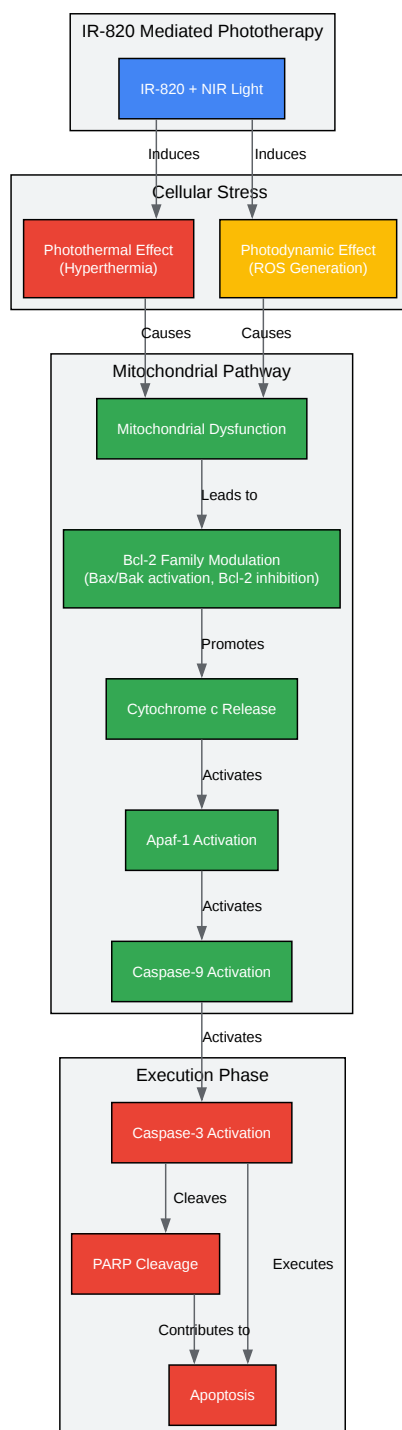 IR-820 Mediated Phototherapy
IR-820 + NIR Light
Induces
Induces
Cellular Stress
Photothermal Effect
(Hyperthermia)
Photodynamic Effect
(ROS Generation)
Causes
Causes
Mitochondrial Pathway
Mitochondrial Dysfunction
Leads to
Bcl-2 Family Modulation
(Bax/Bak activation, Bcl-2 inhibition)
Promotes
Cytochrome c Release
Activates
Apaf-1 Activation
Activates
Caspase-9 Activation
Activates
Execution Phase
Caspase-3 Activation
Cleaves
PARP Cleavage
Executes
Contributes to
Apoptosis